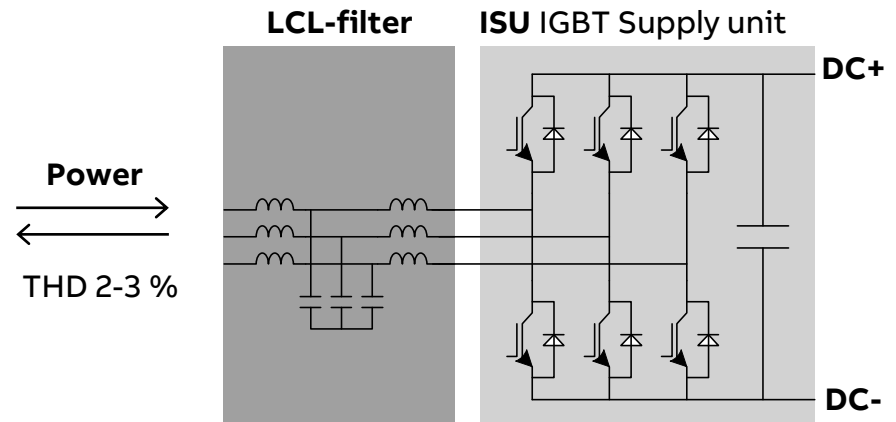 LCL-filter
ISU IGBT Supply unit
DC+
Power
THD 2-3 %
DC-